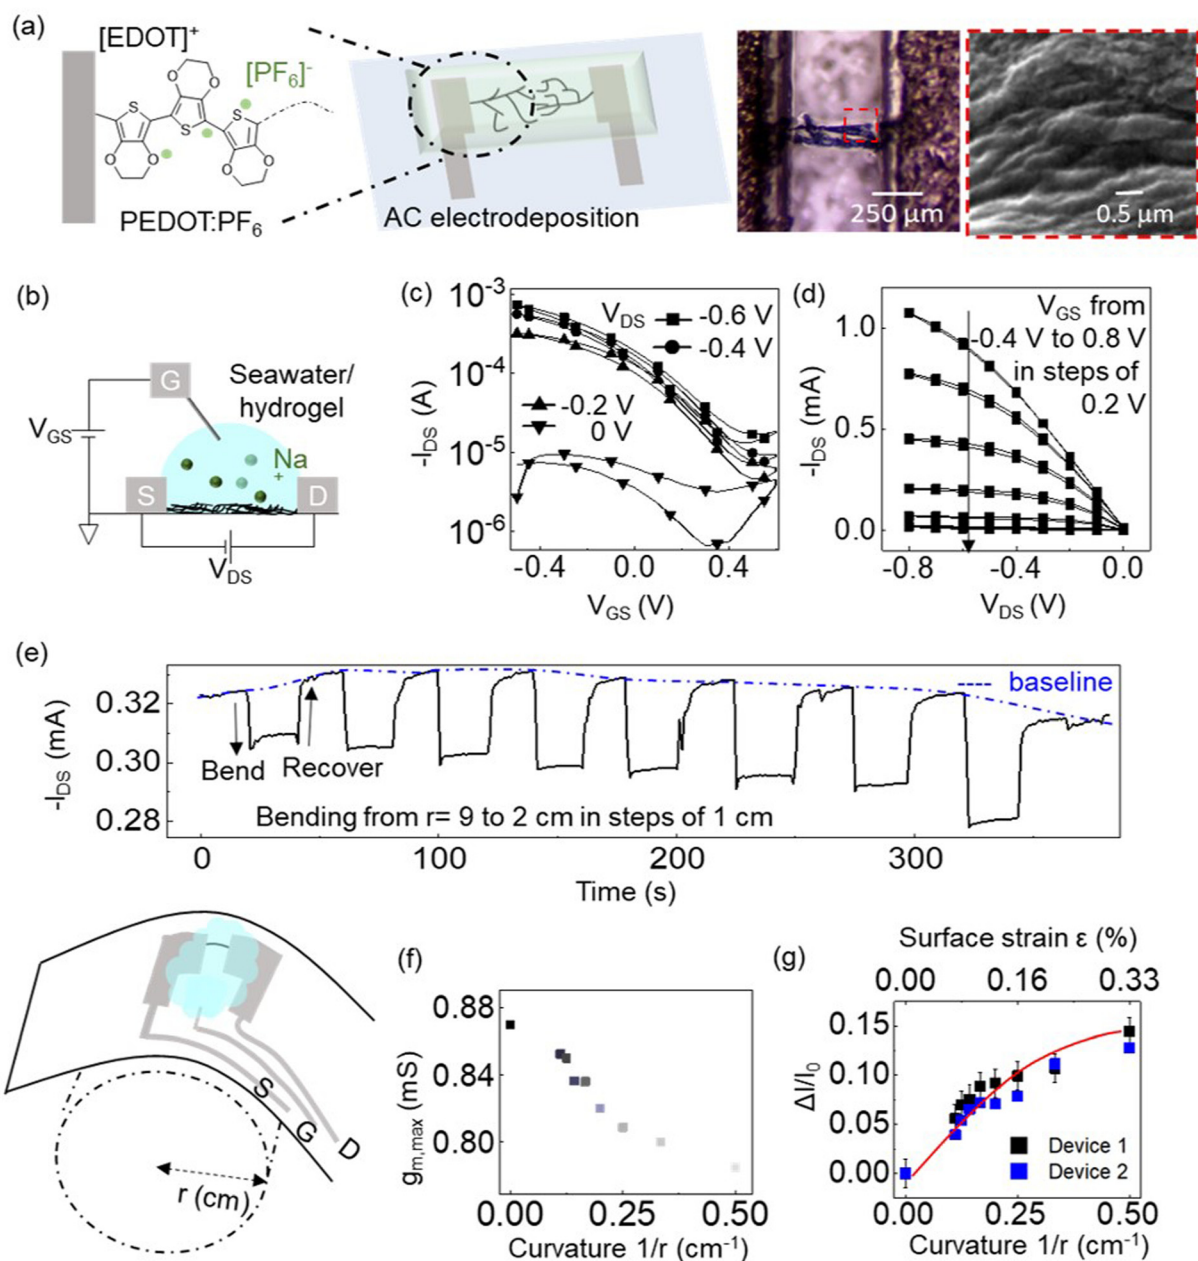 (a)
[EDOT]+
[PF6]-
S
S
S
O
O
O
O
O
O
PEDOT:PF6
AC electrodeposition
250 μm
0.5 μm
(b)
G
Seawater/
hydrogel
VGS
Na
+
S
D
VDS
(c)
10-3
10-4
10-5
10-6
-IDS (A)
VDS
-0.6 V
-0.4 V
-0.2 V
0 V
-0.4
0.0
0.4
VGS (V)
(d)
VGS from
-0.4 V to 0.8 V
in steps of
0.2 V
1.0
0.5
0.0
-IDS (mA)
-0.8
-0.4
0.0
VDS (V)
(e)
0.32
0.30
0.28
-IDS (mA)
baseline
Bend
Recover
Bending from r= 9 to 2 cm in steps of 1 cm
0
100
200
300
Time (s)
S
G
D
r (cm)
(f)
0.88
0.84
0.80
gm,max (mS)
0.00
0.25
0.50
Curvature 1/r (cm-1)
(g)
Surface strain ε (%)
0.00
0.16
0.33
0.15
0.10
0.05
0.00
ΔI/I0
Device 1
Device 2
0.00
0.25
0.50
Curvature 1/r (cm-1)